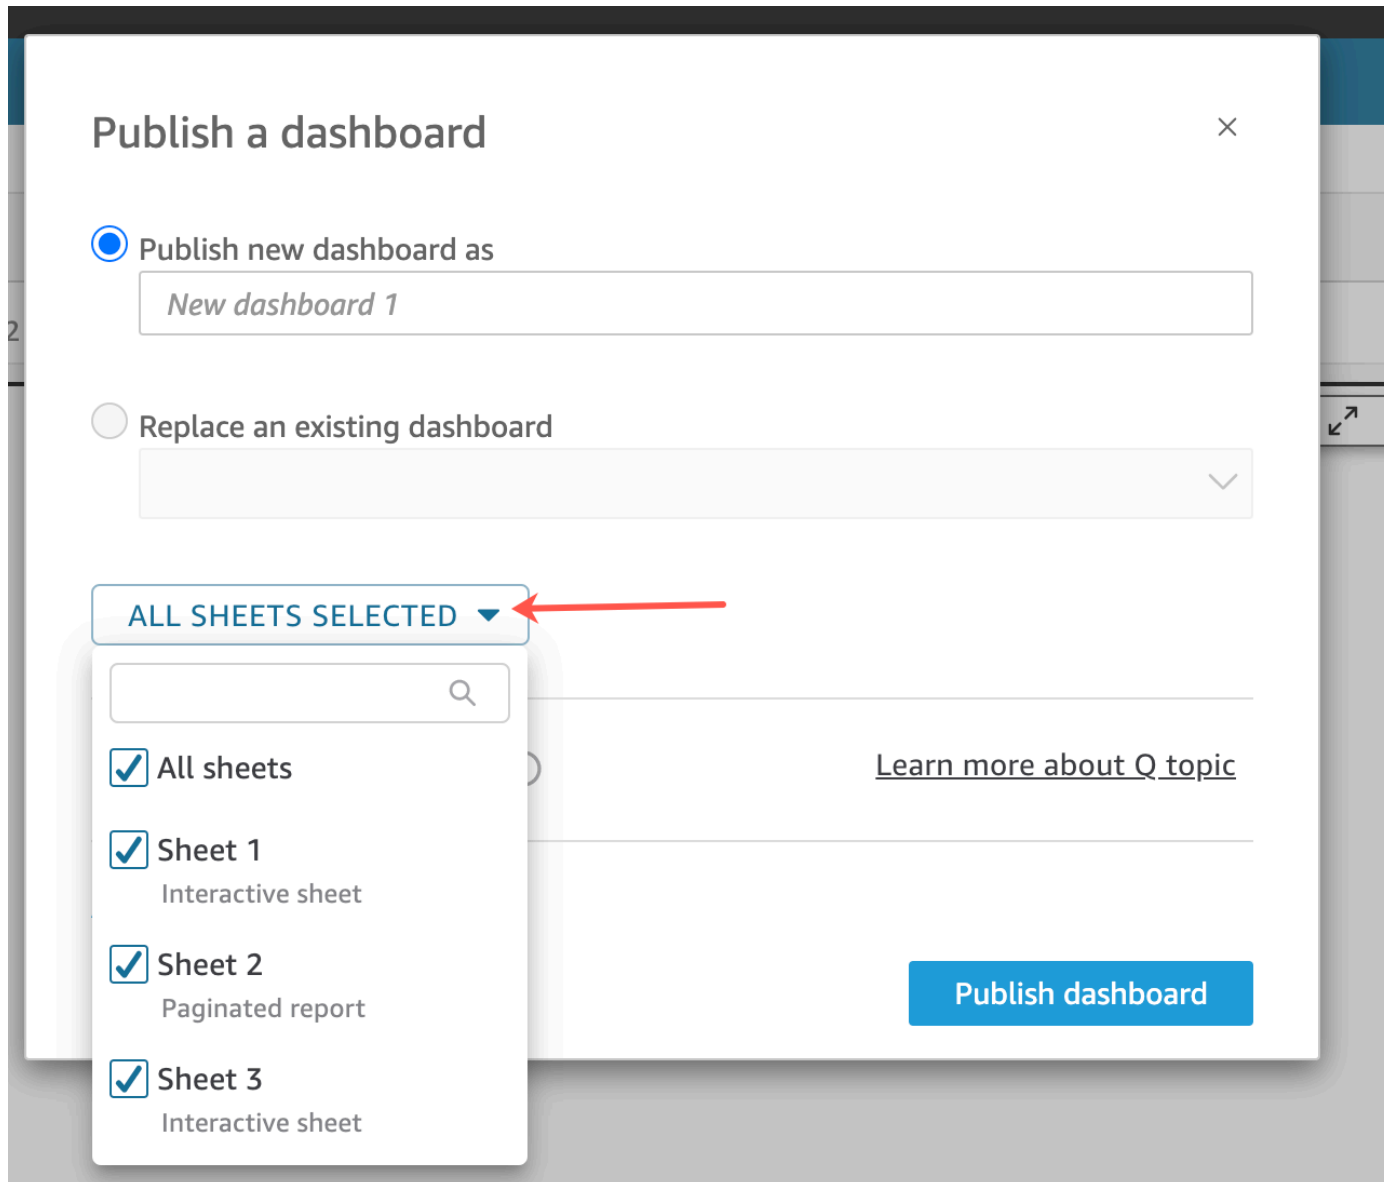 Publish a dashboard
Publish new dashboard as
New dashboard 1
2
Replace an existing dashboard
ALL SHEETS SELECTED
All sheets
Learn more about Q topic
Sheet 1
Interactive sheet
Sheet 2
Paginated report
Publish dashboard
Sheet 3
Interactive sheet